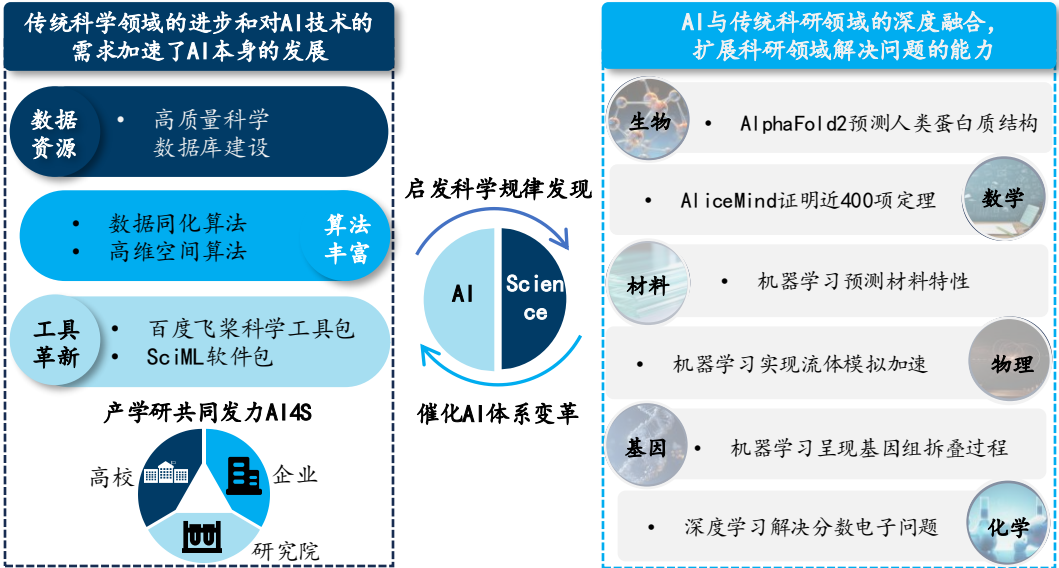 传统科学领域的进步和对AI技术的
需求加速了AI本身的发展
数据
资源
• 高质量科学
数据库建设
• 数据同化算法
• 高维空间算法
算法
丰富
工具
革新
• 百度飞桨科学工具包
• SciML软件包
产学研共同发力AI4S
高校
企业
研究院
启发科学规律发现
AI
Scien
ce
催化AI体系变革
AI与传统科研领域的深度融合，
扩展科研领域解决问题的能力
生物
• AlphaFold2预测人类蛋白质结构
• AliceMind证明近400项定理
数学
材料
• 机器学习预测材料特性
• 机器学习实现流体模拟加速
物理
基因
• 机器学习呈现基因组拆叠过程
• 深度学习解决分数电子问题
化学